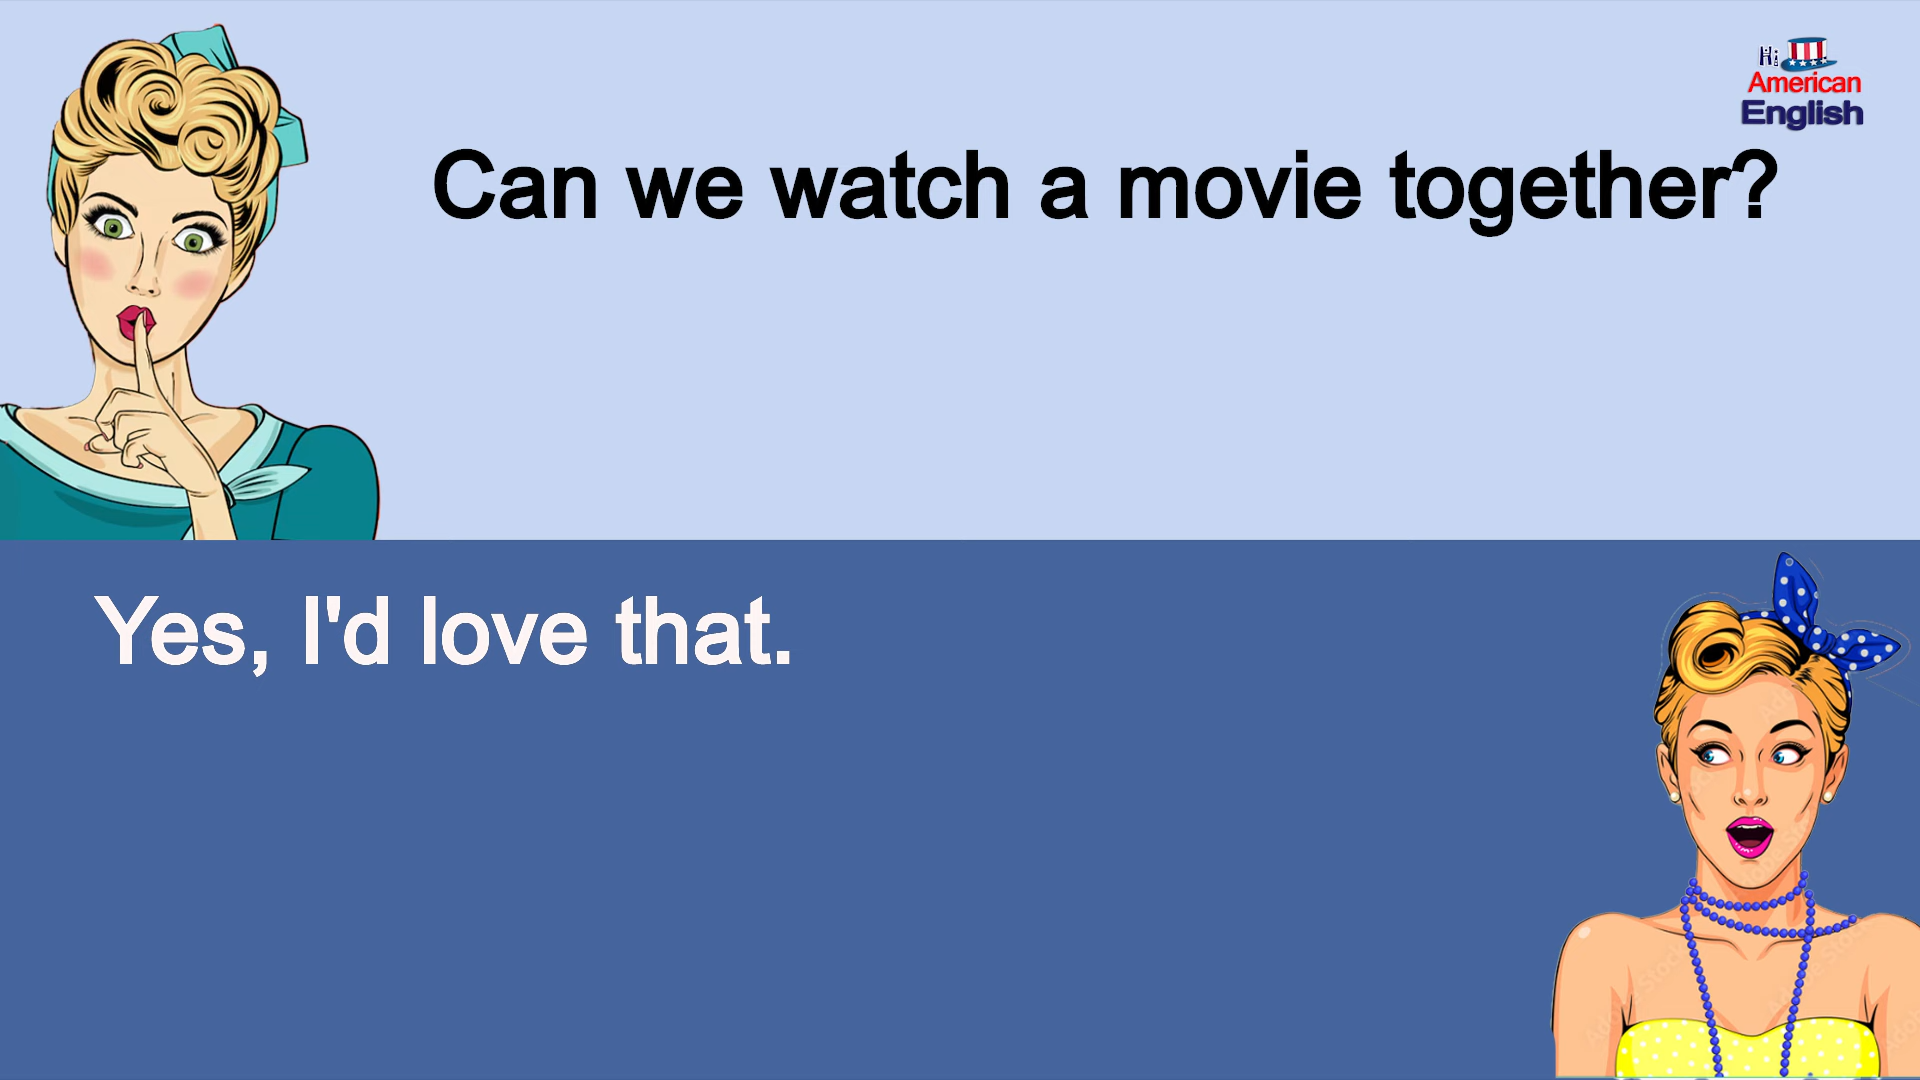 Hi
American
English
Can we watch a movie together?
Yes, I'd love that.